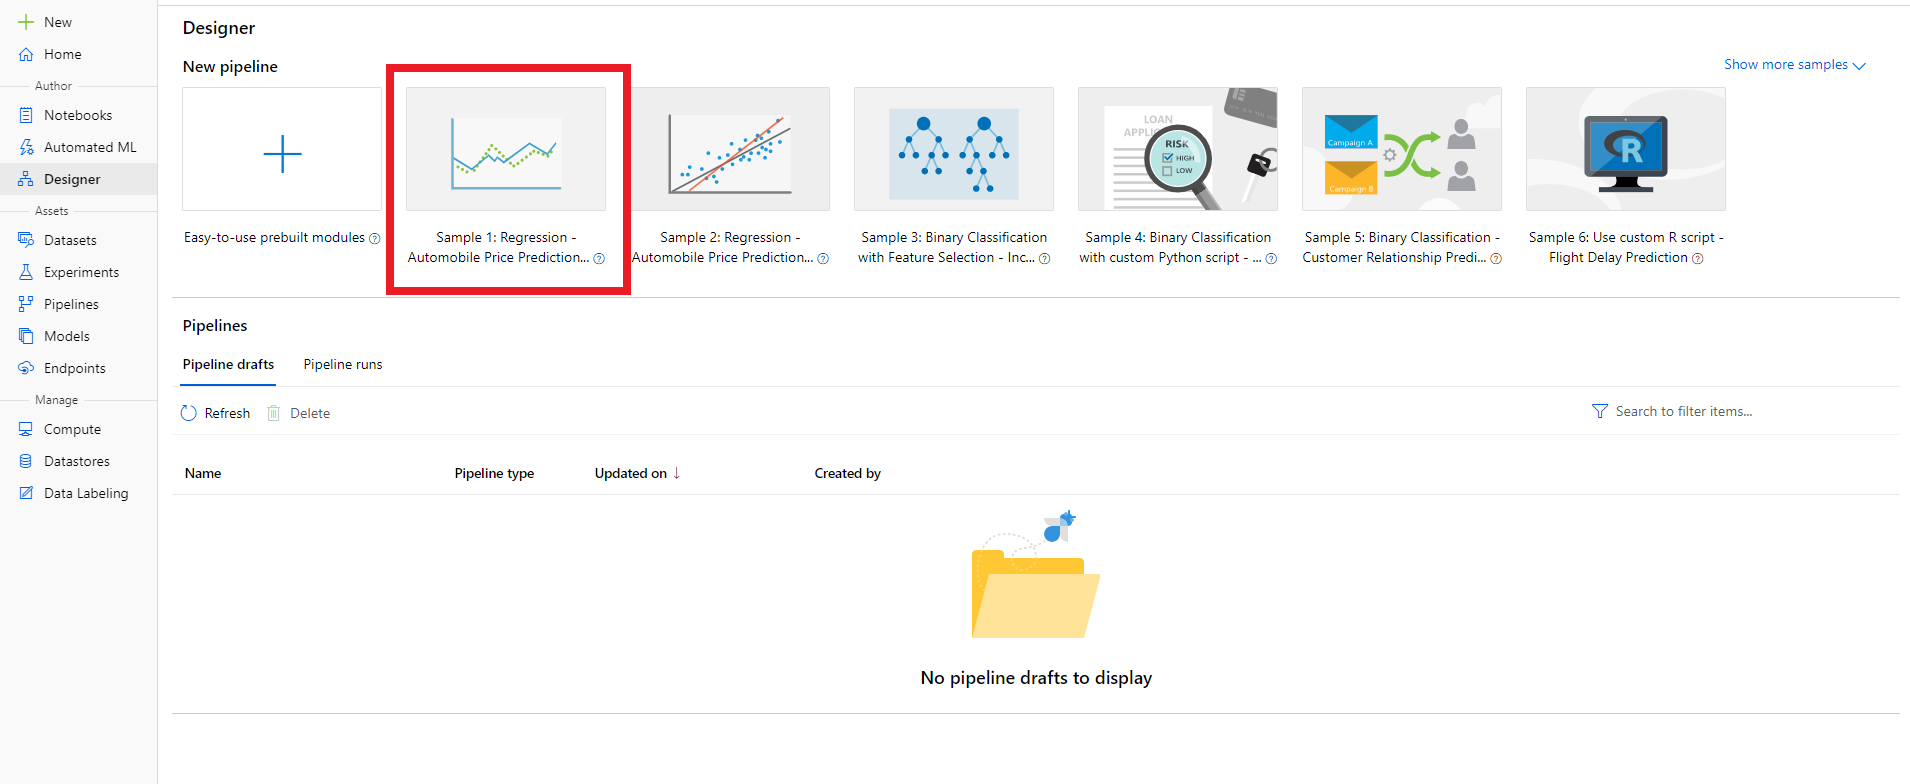 New
Home
Author
Notebooks
Automated ML
Designer
Assets
Datasets
Experiments
Pipelines
Models
Endpoints
Manage
Compute
Datastores
Data Labeling
Designer
New pipeline
Show more samples
Easy-to-use prebuilt modules
Sample 1: Regression -
Automobile Price Prediction...
Sample 2: Regression -
Automobile Price Prediction...
Sample 3: Binary Classification
with Feature Selection - Inc...
LOAN
APPLIC
RISK
HIGH
LOW
Sample 4: Binary Classification
with custom Python script - ...
Campaign A
Campaign B
Sample 5: Binary Classification -
Customer Relationship Predi...
R
Sample 6: Use custom R script -
Flight Delay Prediction
Pipelines
Pipeline drafts
Pipeline runs
Refresh
Delete
Search to filter items...
Name
Pipeline type
Updated on
Created by
No pipeline drafts to display